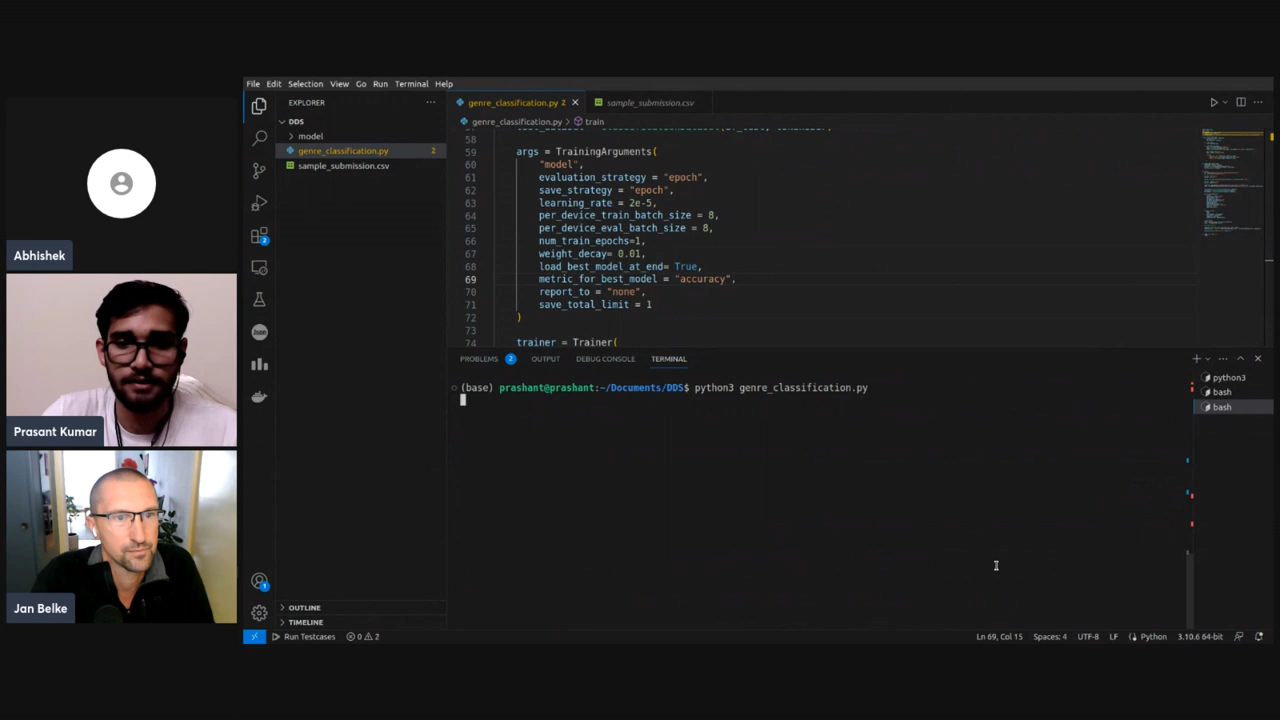 Abhishek
Prasant Kumar
Jan Belke
File Edit Selection View Go Run Terminal Help
EXPLORER
DDS
model
genre_classification.py 2
sample_submission.csv
genre_classification.py 2
sample_submission.csv
genre_classification.py > train
58
59 args = TrainingArguments(
60 "model",
61 evaluation_strategy = "epoch",
62 save_strategy = "epoch",
63 learning_rate = 2e-5,
64 per_device_train_batch_size = 8,
65 per_device_eval_batch_size = 8,
66 num_train_epochs=1,
67 weight_decay= 0.01,
68 load_best_model_at_end= True,
69 metric_for_best_model = "accuracy",
70 report_to = "none",
71 save_total_limit = 1
72 )
73
74 trainer = Trainer(
PROBLEMS 2 OUTPUT DEBUG CONSOLE TERMINAL
(base) prashant@prashant:~/Documents/DDS$ python3 genre_classification.py
python3
bash
bash
2
Json
1
OUTLINE
TIMELINE
Run Testcases 0 2
Ln 69, Col 15 Spaces: 4 UTF-8 LF Python 3.10.6 64-bit